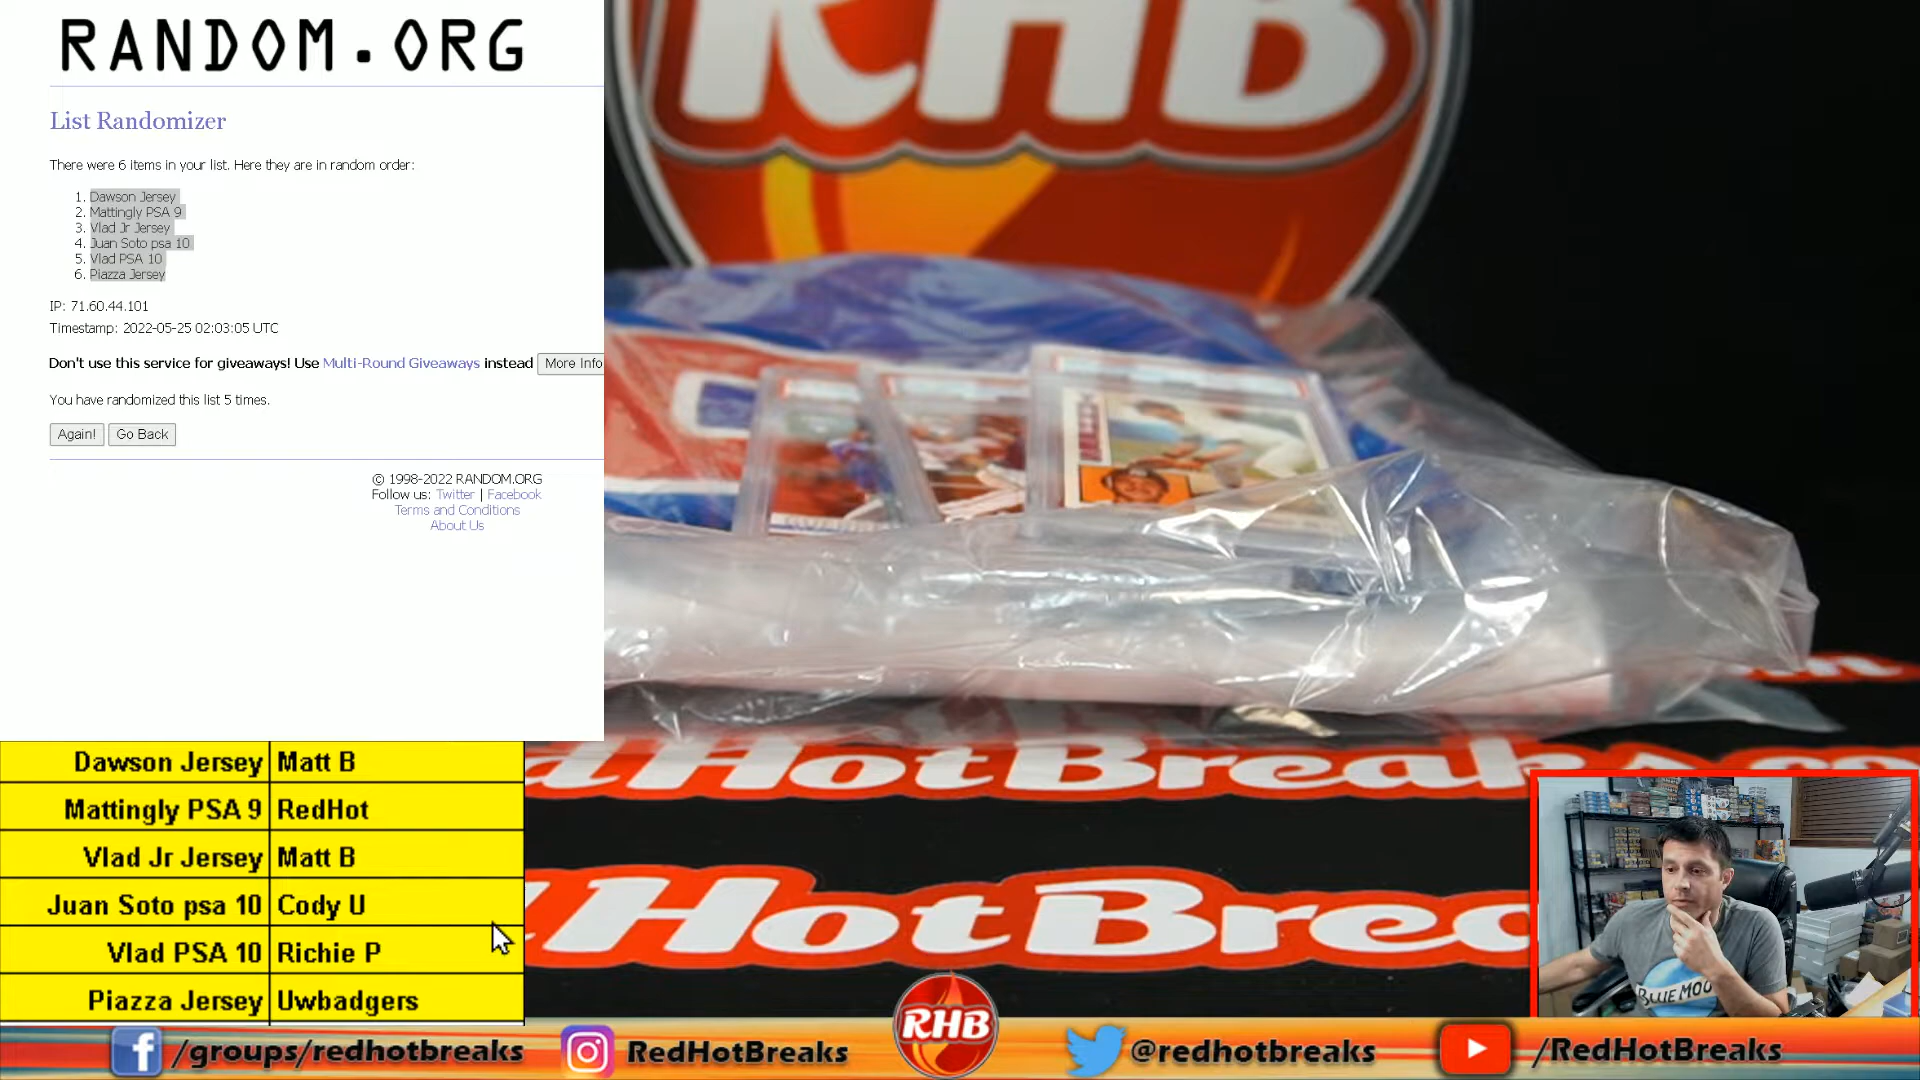 RANDOM.ORG
List Randomizer
There were 6 items in your list. Here they are in random order:
1. Dawson Jersey
2. Mattingly PSA 9
3. Vlad Jr Jersey
4. Juan Soto psa 10
5. Vlad PSA 10
6. Piazza Jersey
IP: 71.60.44.101
Timestamp: 2022-05-25 02:03:05 UTC
Don't use this service for giveaways! Use Multi-Round Giveaways instead More Info
You have randomized this list 5 times.
Again! Go Back
© 1998-2022 RANDOM.ORG
Follow us: Twitter | Facebook
Terms and Conditions
About Us
RHB
Dawson Jersey Matt B
Mattingly PSA 9 RedHot
Vlad Jr Jersey Matt B
Juan Soto psa 10 Cody U
Vlad PSA 10 Richie P
Piazza Jersey Uwbadgers
dHotBreaks.co
HotBrea
BLUE MOO
/groups/redhotbreaks
RedHotBreaks
RHB
@redhotbreaks
/RedHotBreaks